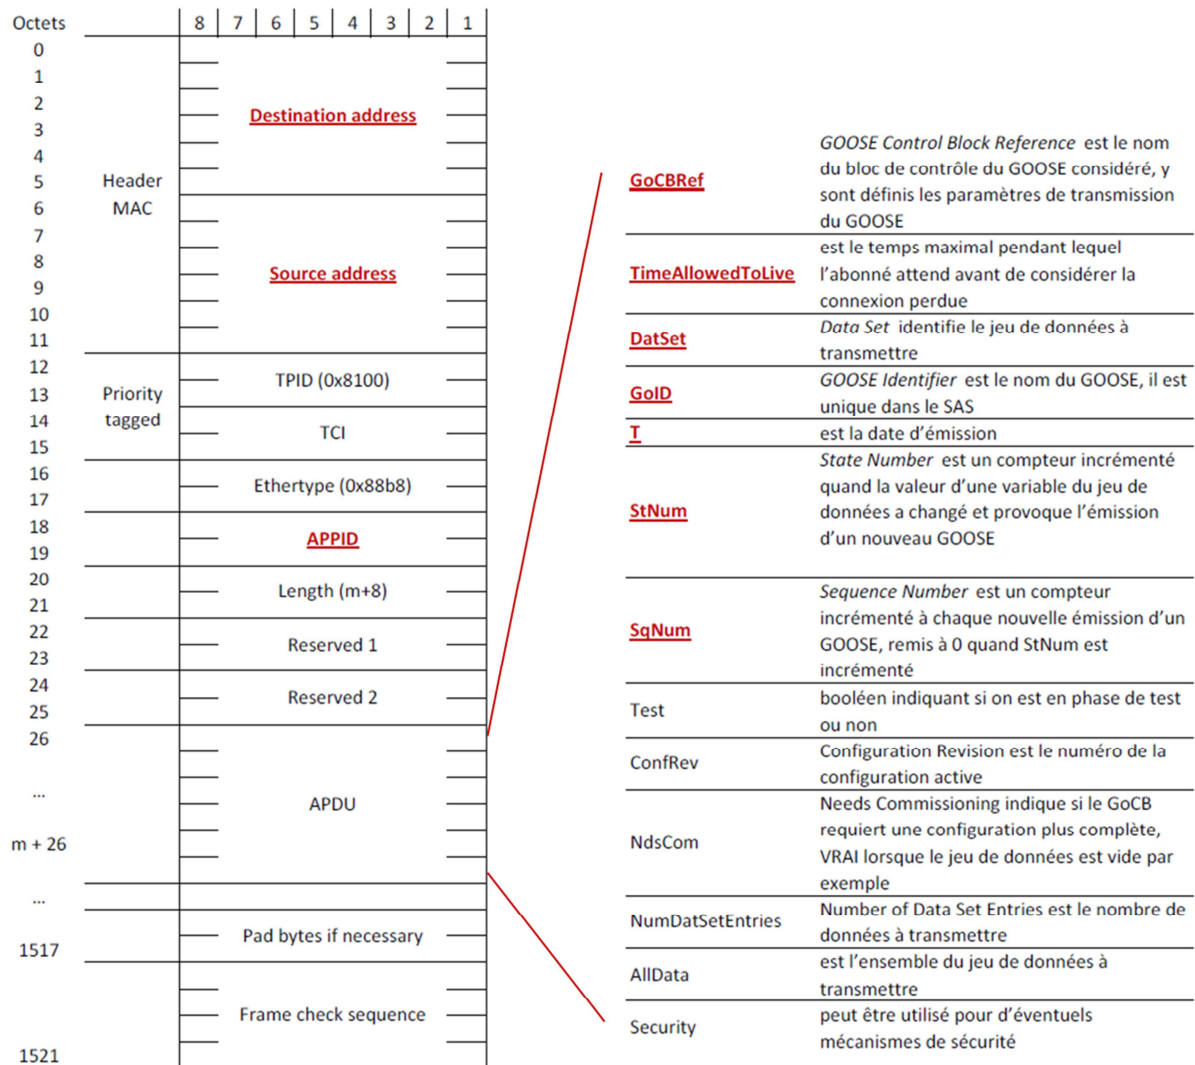 Octets 8 7 6 5 4 3 2 1
0
1
2
3
4
5
6
7
8
9
10
11
12
13
14
15
16
17
18
19
20
21
22
23
24
25
26
...
m + 26
...
1517
1521
Header
MAC
Priority
tagged
Destination address
Source address
TPID (0x8100)
TCI
Ethertype (0x88b8)
APPID
Length (m+8)
Reserved 1
Reserved 2
APDU
Pad bytes if necessary
Frame check sequence
GoCBRef
GOOSE Control Block Reference est le nom
du bloc de contrôle du GOOSE considéré, y
sont définis les paramètres de transmission
du GOOSE
TimeAllowedToLive
est le temps maximal pendant lequel
l'abonné attend avant de considérer la
connexion perdue
DatSet
Data Set identifie le jeu de données à
transmettre
GoID
GOOSE Identifier est le nom du GOOSE, il est
unique dans le SAS
T
est la date d'émission
StNum
State Number est un compteur incrémenté
quand la valeur d'une variable du jeu de
données a changé et provoque l'émission
d'un nouveau GOOSE
SqNum
Sequence Number est un compteur
incrémenté à chaque nouvelle émission d'un
GOOSE, remis à 0 quand StNum est
incrémenté
Test
booléen indiquant si on est en phase de test
ou non
ConfRev
Configuration Revision est le numéro de la
configuration active
NdsCom
Needs Commissioning indique si le GoCB
requiert une configuration plus complète,
VRAI lorsque le jeu de données est vide par
exemple
NumDatSetEntries
Number of Data Set Entries est le nombre de
données à transmettre
AllData
est l'ensemble du jeu de données à
transmettre
Security
peut être utilisé pour d'éventuels
mécanismes de sécurité